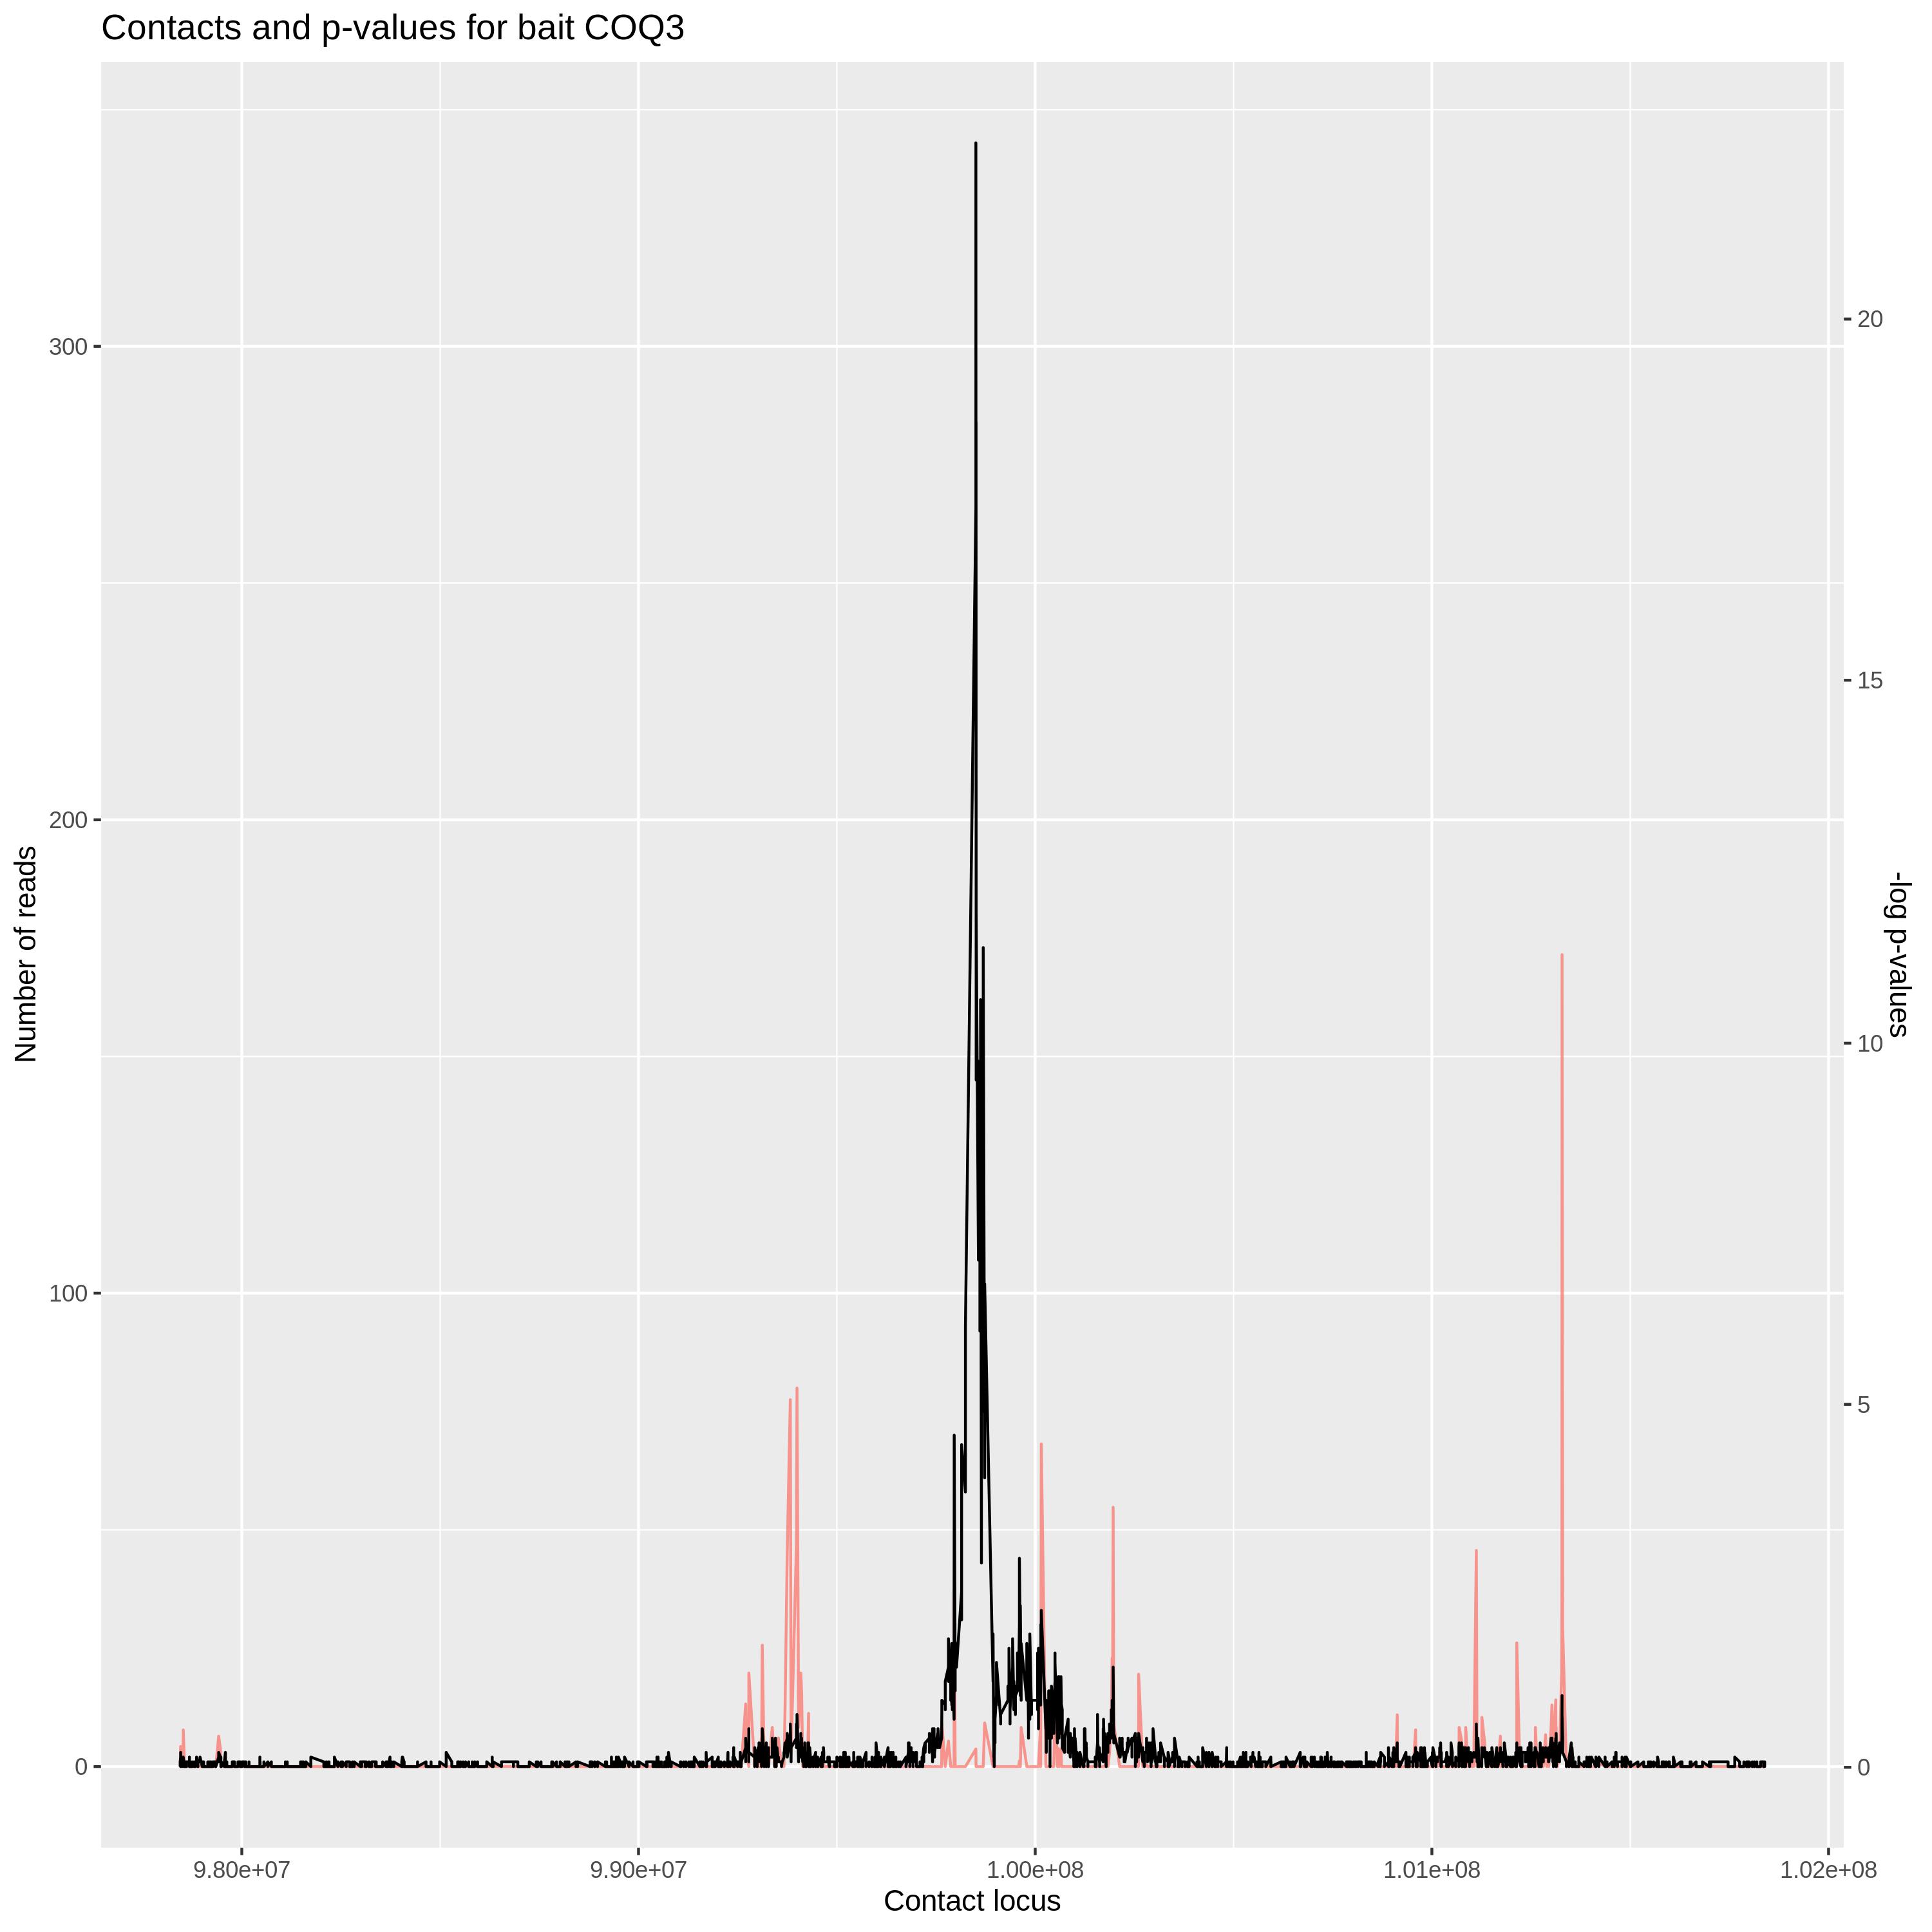 Contacts and p-values for bait COQ3
Number of reads
300
200
100
0
20
15
10
5
0
-log p-values
9.80e+07
9.90e+07
1.00e+08
1.01e+08
1.02e+08
Contact locus